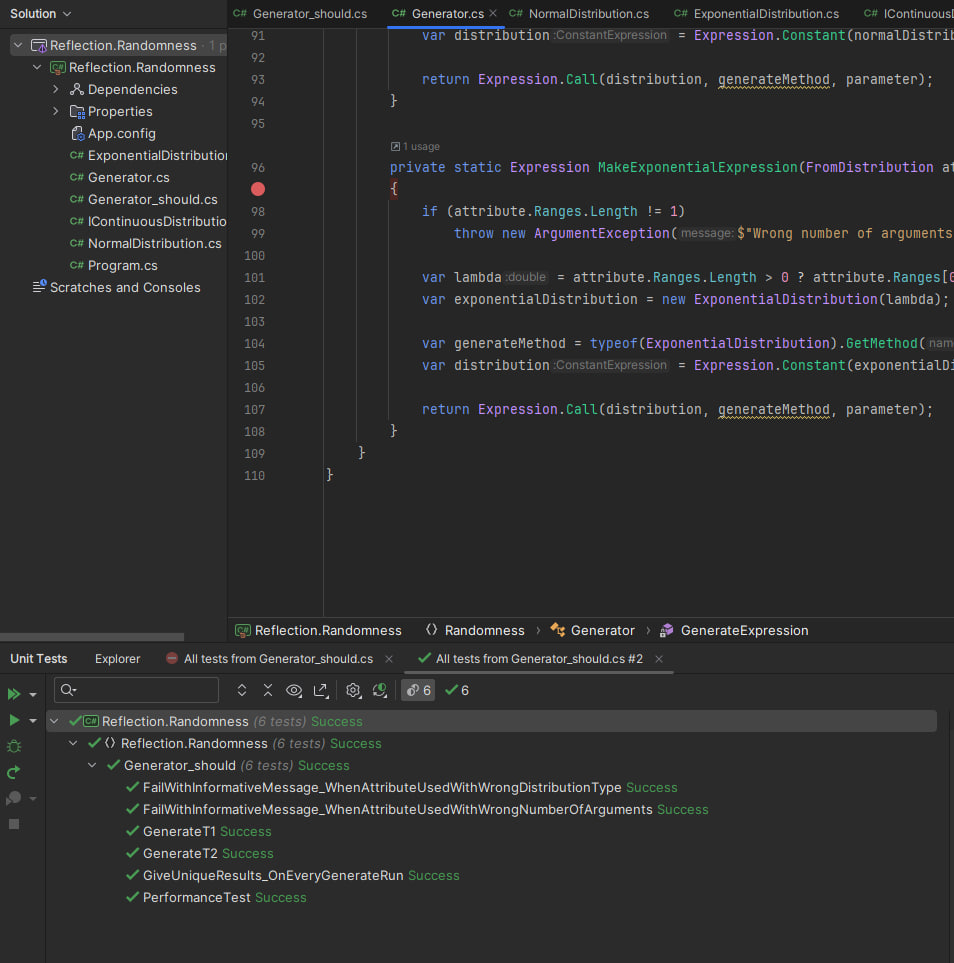 Solution
C# Generator_should.cs C# Generator.cs C# NormalDistribution.cs C# ExponentialDistribution.cs C# IContinuousD
Reflection.Randomness · 1 p
Reflection.Randomness
Dependencies
Properties
App.config
C# ExponentialDistribution
C# Generator.cs
C# Generator_should.cs
C# IContinuousDistributio
C# NormalDistribution.cs
C# Program.cs
Scratches and Consoles
91 var distribution :ConstantExpression = Expression.Constant(normalDistrib
92
93 return Expression.Call(distribution, generateMethod, parameter);
94 }
95
1 usage
96 private static Expression MakeExponentialExpression(FromDistribution at
{
98 if (attribute.Ranges.Length != 1)
99 throw new ArgumentException( message: $"Wrong number of arguments
100
101 var lambda :double = attribute.Ranges.Length > 0 ? attribute.Ranges[0
102 var exponentialDistribution = new ExponentialDistribution(lambda);
103
104 var generateMethod = typeof(ExponentialDistribution).GetMethod( name
105 var distribution :ConstantExpression = Expression.Constant(exponentialDi
106
107 return Expression.Call(distribution, generateMethod, parameter);
108 }
109 }
110 }
C# Reflection.Randomness {} Randomness › Generator › GenerateExpression
Unit Tests Explorer All tests from Generator_should.cs × All tests from Generator_should.cs #2 ×
6 6
C# Reflection.Randomness (6 tests) Success
{} Reflection.Randomness (6 tests) Success
Generator_should (6 tests) Success
FailWithInformativeMessage_WhenAttributeUsedWithWrongDistributionType Success
FailWithInformativeMessage_WhenAttributeUsedWithWrongNumberOfArguments Success
GenerateT1 Success
GenerateT2 Success
GiveUniqueResults_OnEveryGenerateRun Success
PerformanceTest Success